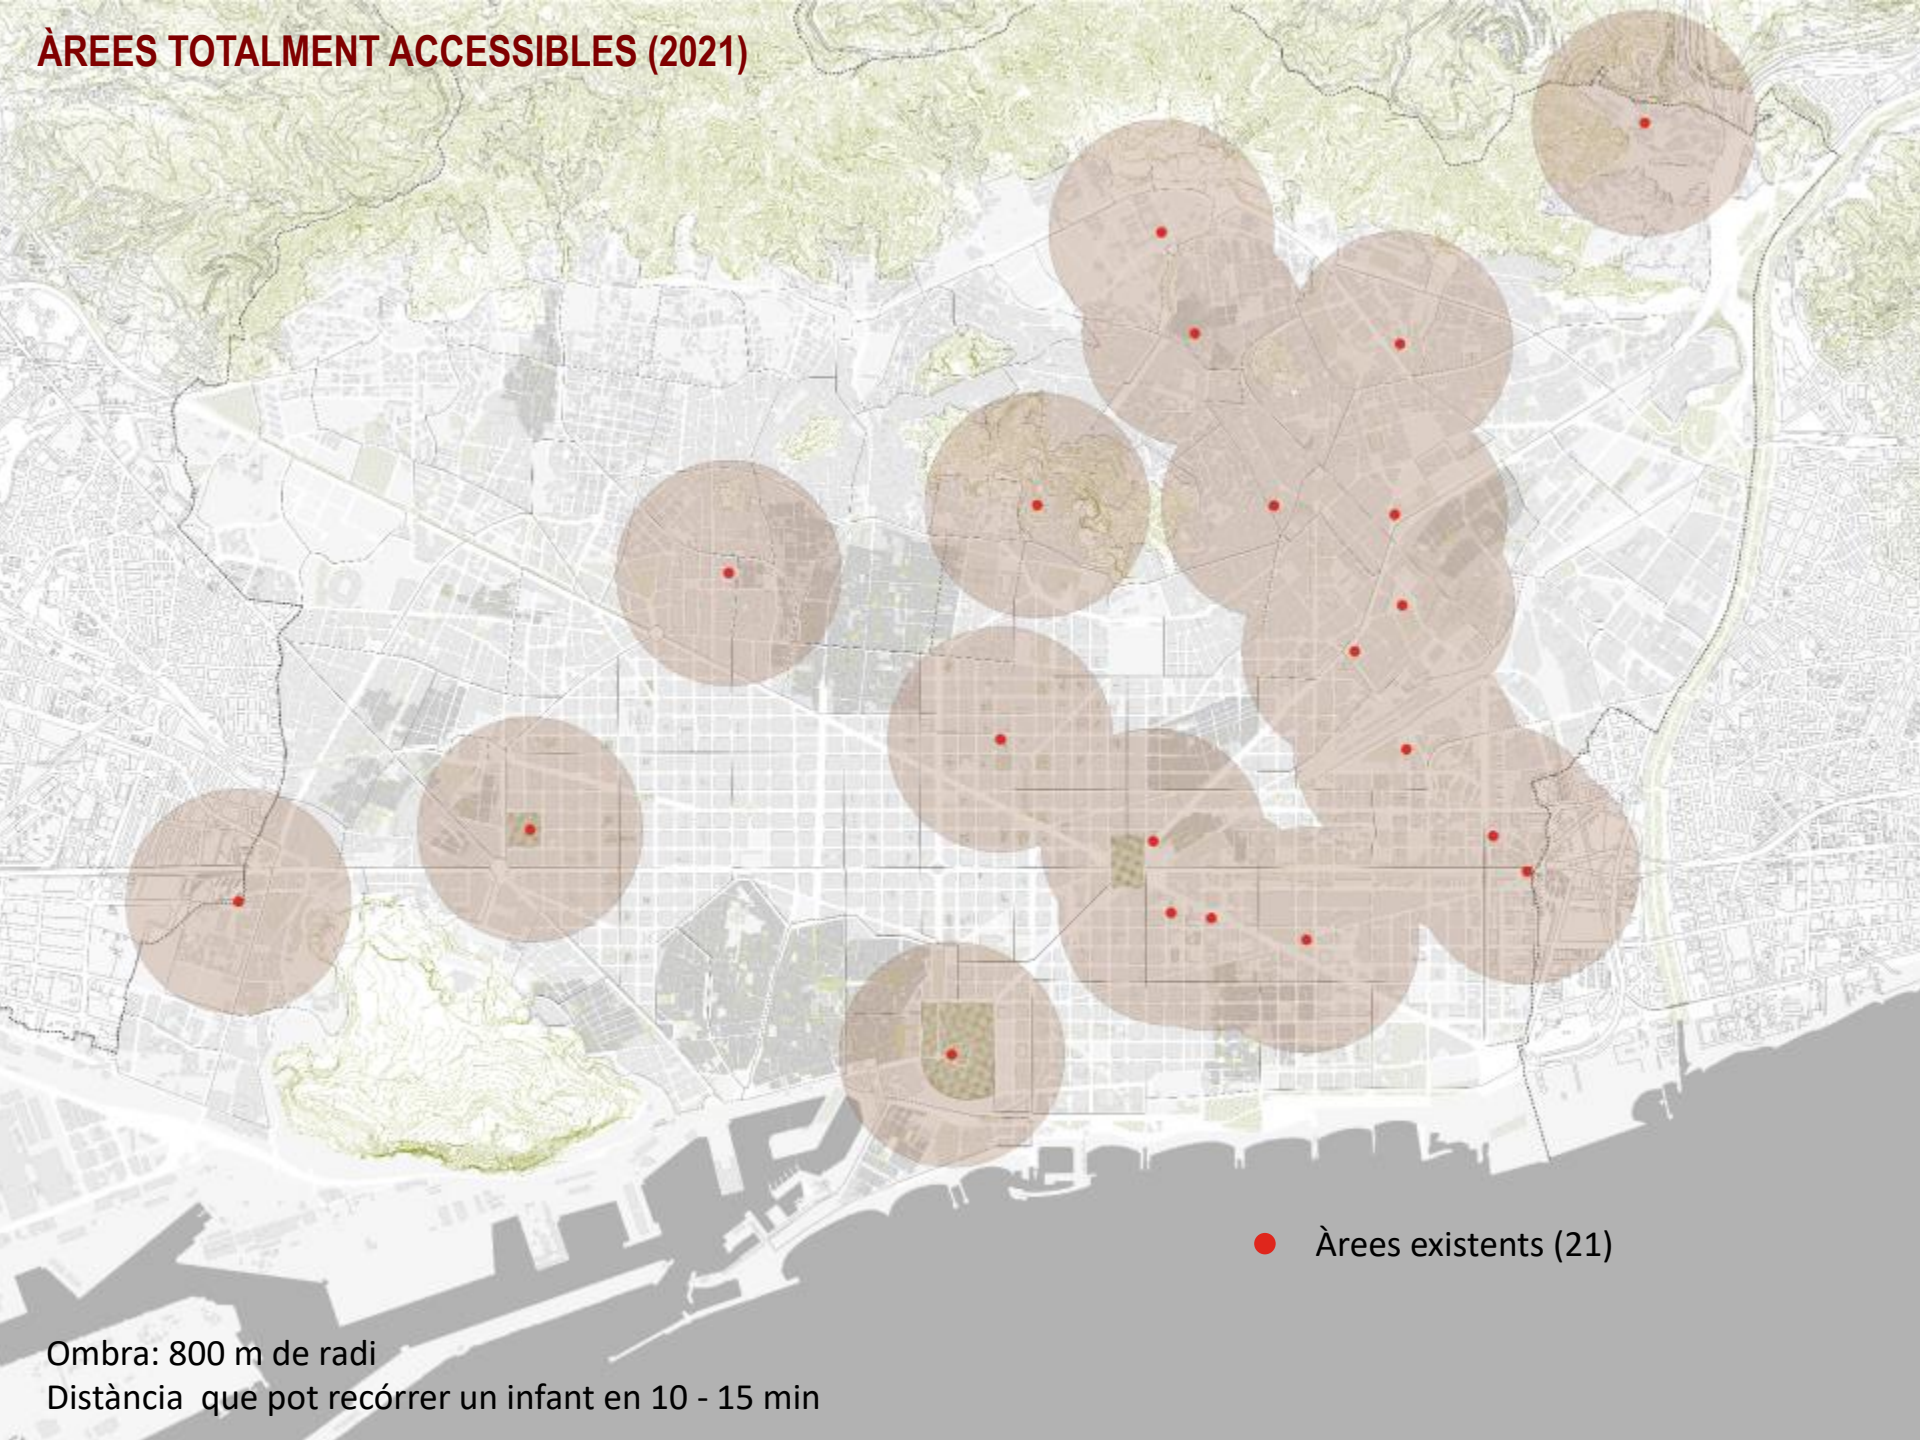 ÀREES TOTALMENT ACCESSIBLES (2021)
Àrees existents (21)
Ombra: 800 m de radi
Distància  que pot recórrer un infant en 10 - 15 min